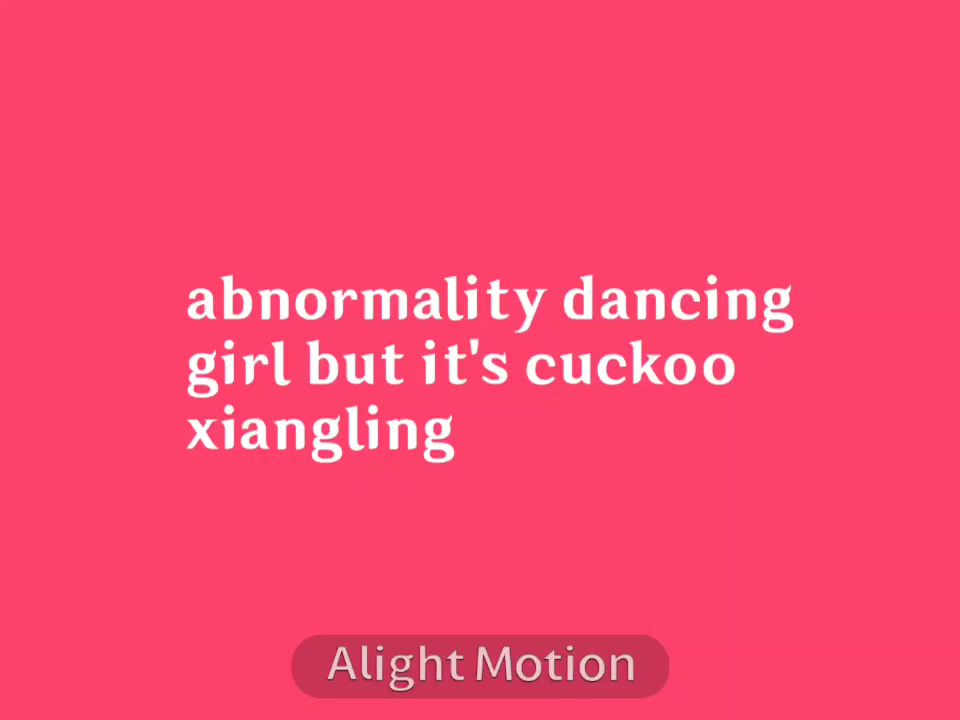 abnormality dancing
girl but it's cuckoo
xiangling
Alight Motion